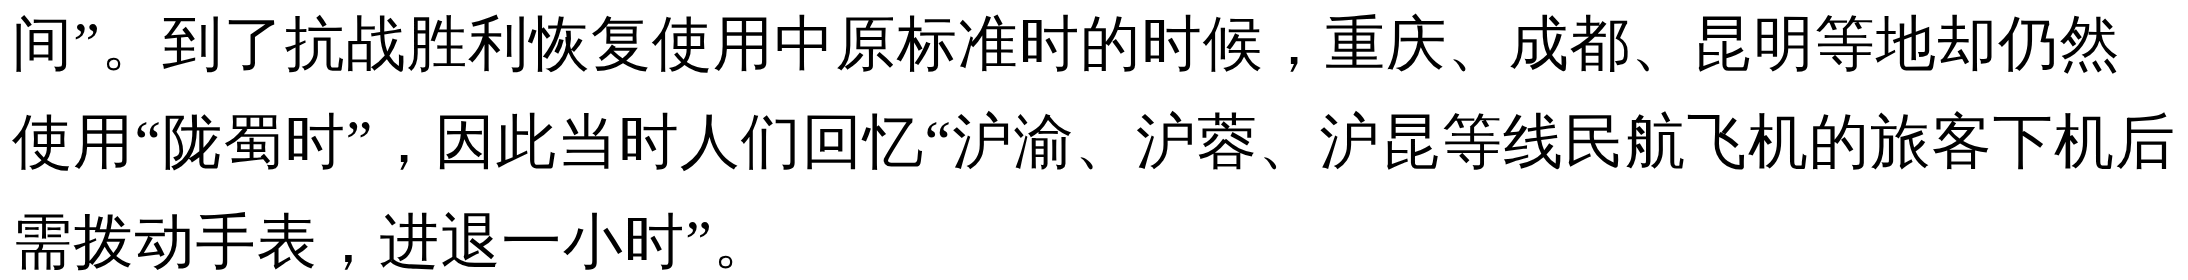 间”。到了抗战胜利恢复使用中原标准时的时候，重庆、成都、昆明等地却仍然
使用“陇蜀时”，因此当时人们回忆“沪渝、沪蓉、沪昆等线民航飞机的旅客下机后
需拨动手表，进退一小时”。